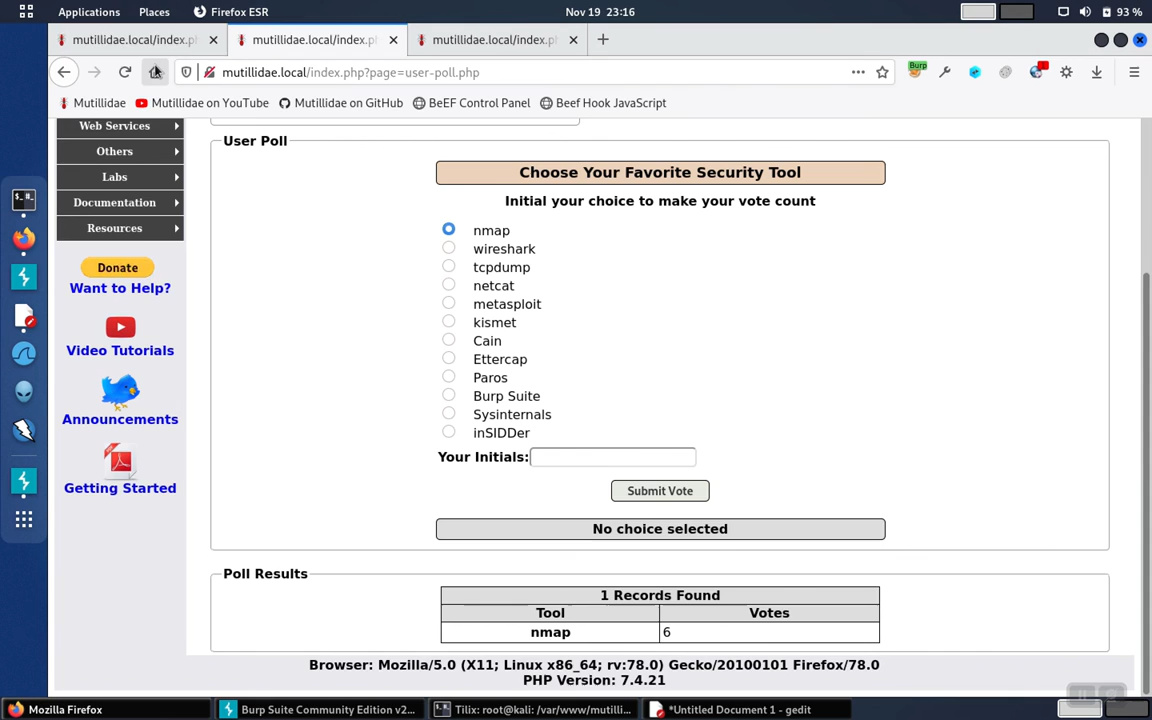 Applications Places Firefox ESR Nov 19 23:16 93 %
mutillidae.local/index.p mutillidae.local/index.p mutillidae.local/index.p
mutillidae.local/index.php?page=user-poll.php Burp
Mutillidae Mutillidae on YouTube Mutillidae on GitHub BeEF Control Panel Beef Hook JavaScript
Web Services
Others
Labs
Documentation
Resources
Donate
Want to Help?
Video Tutorials
Announcements
Getting Started
User Poll
Choose Your Favorite Security Tool
Initial your choice to make your vote count
nmap
wireshark
tcpdump
netcat
metasploit
kismet
Cain
Ettercap
Paros
Burp Suite
Sysinternals
inSIDDer
Your Initials:
Submit Vote
No choice selected
Poll Results
1 Records Found
Tool Votes
nmap 6
Browser: Mozilla/5.0 (X11; Linux x86_64; rv:78.0) Gecko/20100101 Firefox/78.0
PHP Version: 7.4.21
Mozilla Firefox Burp Suite Community Edition v2... Tilix: root@kali: /var/www/mutilli... *Untitled Document 1 - gedit